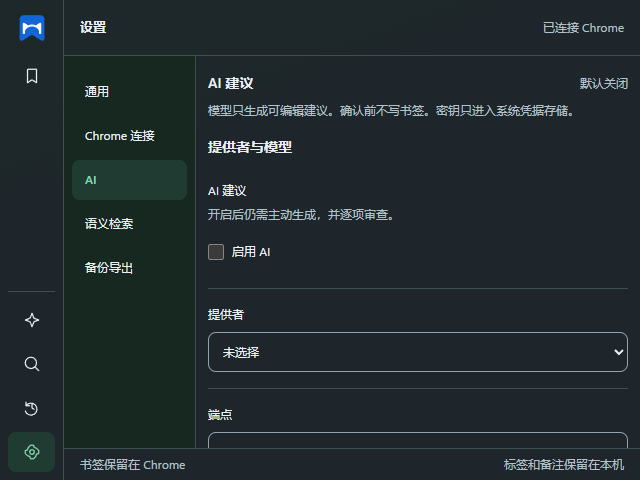 设置
已连接 Chrome
通用
Chrome 连接
AI
语义检索
备份导出
AI 建议
默认关闭
模型只生成可编辑建议。确认前不写书签。密钥只进入系统凭据存储。
提供者与模型
AI 建议
开启后仍需主动生成，并逐项审查。
启用 AI
提供者
未选择
端点
书签保留在 Chrome
标签和备注保留在本机